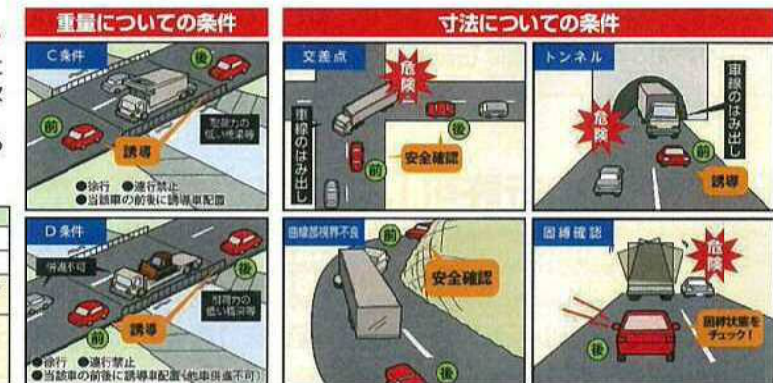 重量についての条件
C条件
後
前
誘導
耐荷力の
低い橋梁等
●徐行 ●連行禁止
●当該車の前後に誘導車配置
D条件
併進不可
後
前
誘導
耐荷力の
低い橋梁等
●徐行 ●連行禁止
●当該車の前後に誘導車配置(他車併進不可)
寸法についての条件
交差点
危険
車線のはみ出し
後
前
安全確認
トンネル
車線のはみ出し
危険
前
誘導
曲線部視界不良
前
安全確認
後
固縛確認
危険
固縛状態を
チェック!
後